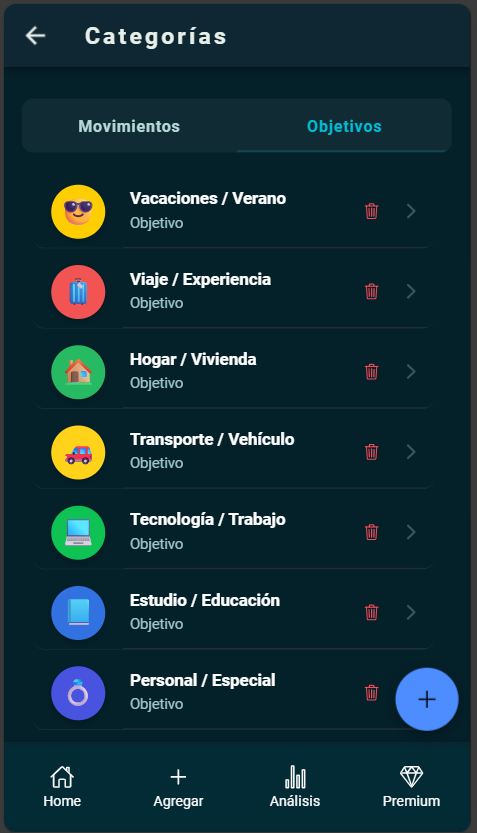 Categorías
Movimientos
Objetivos
Vacaciones / Verano
Objetivo
Viaje / Experiencia
Objetivo
Hogar / Vivienda
Objetivo
Transporte / Vehículo
Objetivo
Tecnología / Trabajo
Objetivo
Estudio / Educación
Objetivo
Personal / Especial
Objetivo
Home
Agregar
Análisis
Premium